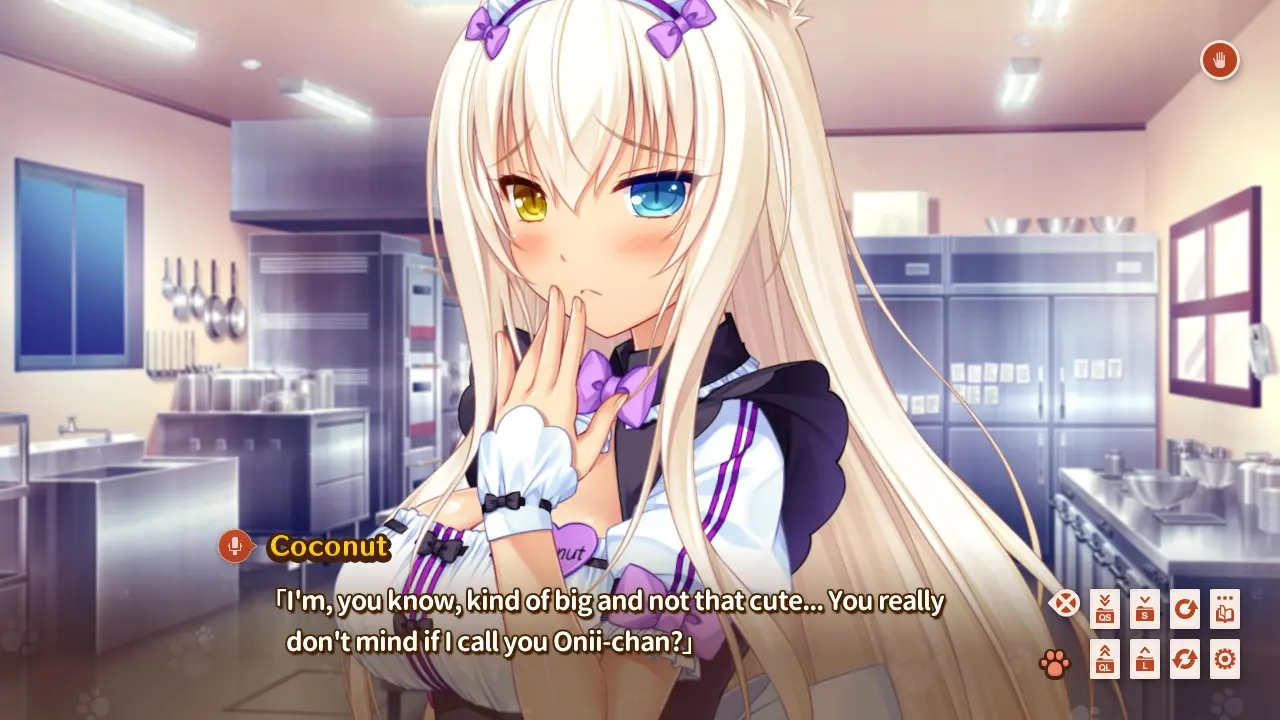 nut
Coconut
「I'm, you know, kind of big and not that cute... You really
don't mind if I call you Onii-chan?」
QS
S
QL
L